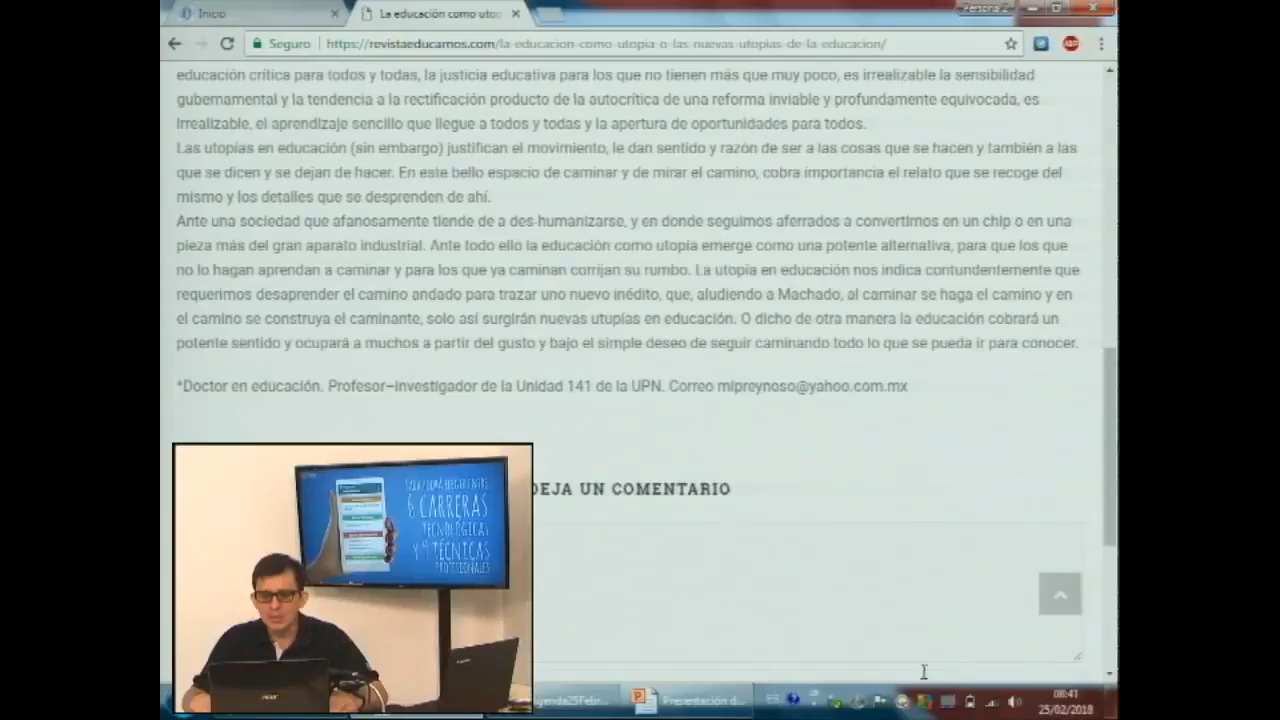 Inicio
La educación como utop
Persona 2
Seguro
https://revistaeducarnos.com/la-educacion-como-utopia-o-las-nuevas-utopias-de-la-educacion/
ABP
educación crítica para todos y todas, la justicia educativa para los que no tienen más que muy poco, es irrealizable la sensibilidad
gubernamental y la tendencia a la rectificación producto de la autocrítica de una reforma inviable y profundamente equivocada, es
irrealizable, el aprendizaje sencillo que llegue a todos y todas y la apertura de oportunidades para todos.
Las utopías en educación (sin embargo) justifican el movimiento, le dan sentido y razón de ser a las cosas que se hacen y también a las
que se dicen y se dejan de hacer. En este bello espacio de caminar y de mirar el camino, cobra importancia el relato que se recoge del
mismo y los detalles que se desprenden de ahí.
Ante una sociedad que afanosamente tiende de a des-humanizarse, y en donde seguimos aferrados a convertirnos en un chip o en una
pieza más del gran aparato industrial. Ante todo ello la educación como utopía emerge como una potente alternativa, para que los que
no lo hagan aprendan a caminar y para los que ya caminan corrijan su rumbo. La utopía en educación nos indica contundentemente que
requerimos desaprender el camino andado para trazar uno nuevo inédito, que, aludiendo a Machado, al caminar se haga el camino y en
el camino se construya el caminante, solo así surgirán nuevas utupías en educación. O dicho de otra manera la educación cobrará un
potente sentido y ocupará a muchos a partir del gusto y bajo el simple deseo de seguir caminando todo lo que se pueda ir para conocer.
*Doctor en educación. Profesor–investigador de la Unidad 141 de la UPN. Correo mipreynoso@yahoo.com.mx
DEJA UN COMENTARIO
6 CARRERAS
TECNOLÓGICAS
Y 9 TÉCNICAS
PROFESIONALES
acer
genda25Febr...
Presentación d...
ES
08:41
25/02/2018